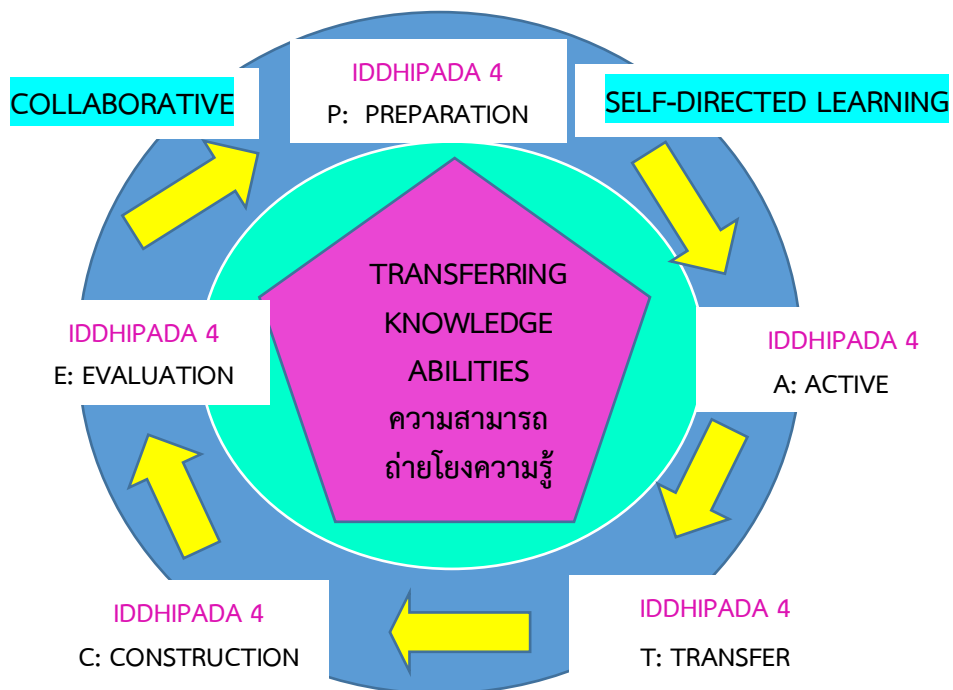 COLLABORATIVE
IDDHIPADA 4
P: PREPARATION
SELF-DIRECTED LEARNING
TRANSFERRING
KNOWLEDGE
ABILITIES
ความสามารถ
ถ่ายโยงความรู้
IDDHIPADA 4
E: EVALUATION
IDDHIPADA 4
A: ACTIVE
IDDHIPADA 4
C: CONSTRUCTION
IDDHIPADA 4
T: TRANSFER